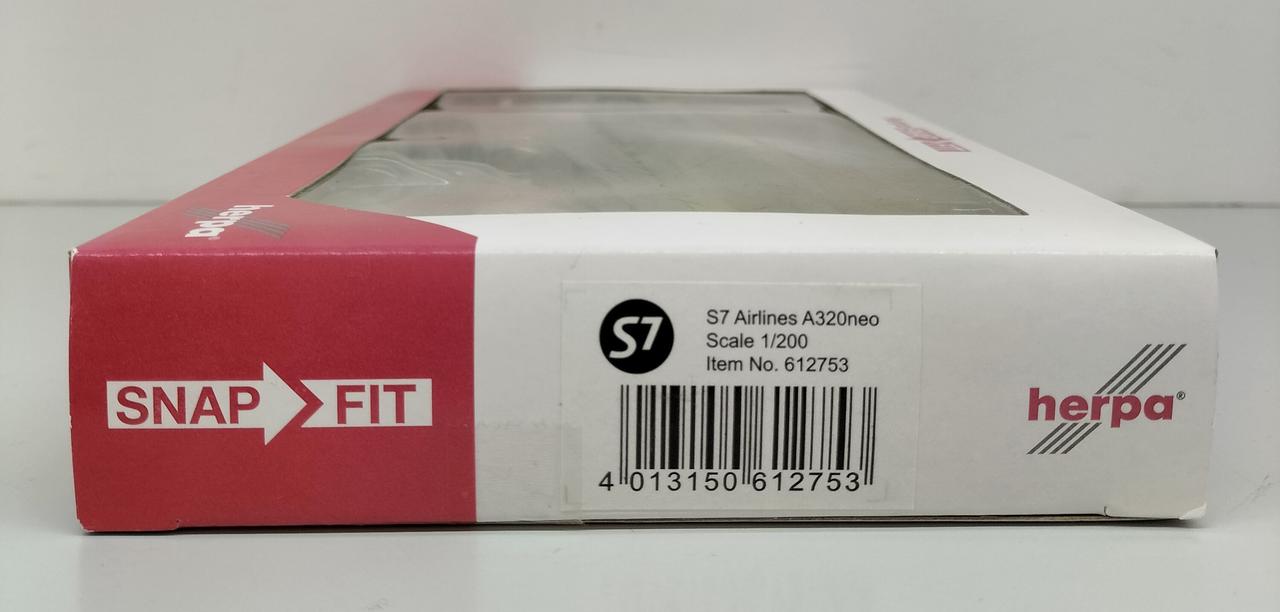 herpa
SNAP FIT
S7
S7 Airlines A320neo
Scale 1/200
Item No. 612753
4 013150 612753
herpa®